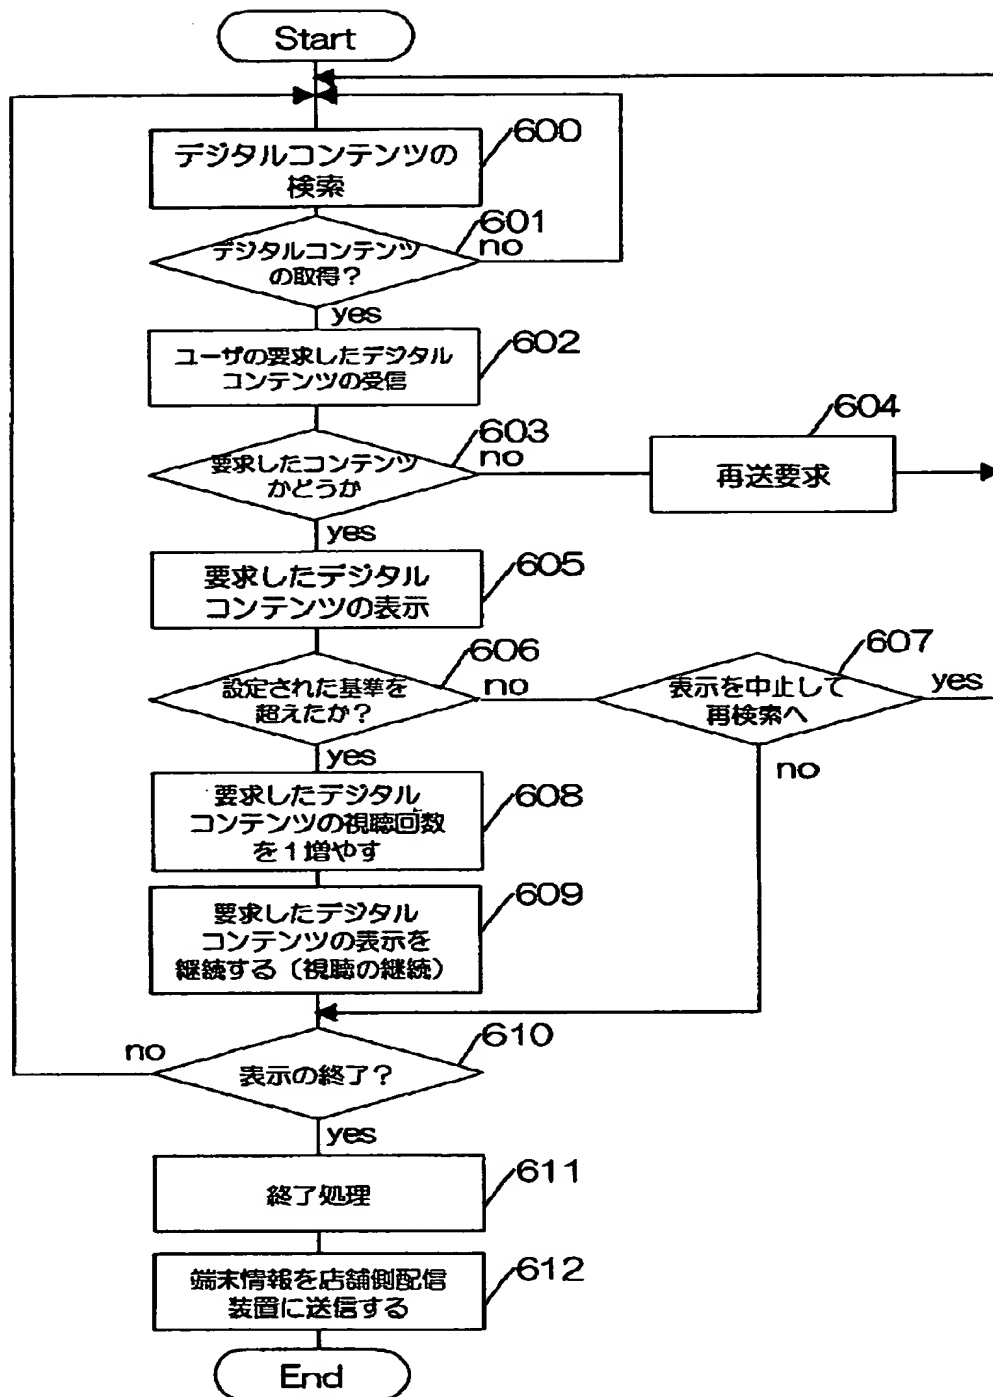 Start
600
デジタルコンテンツの
検索
601
デジタルコンテンツ
の取得？
no
yes
602
ユーザの要求したデジタル
コンテンツの受信
603
要求したコンテンツ
かどうか
no
604
再送要求
yes
605
要求したデジタル
コンテンツの表示
606
設定された基準を
超えたか？
no
607
表示を中止して
再検索へ
yes
no
yes
608
要求したデジタル
コンテンツの視聴回数
を１増やす
609
要求したデジタル
コンテンツの表示を
継続する（視聴の継続）
610
no
表示の終了？
yes
611
終了処理
612
端末情報を店舗側配信
装置に送信する
End